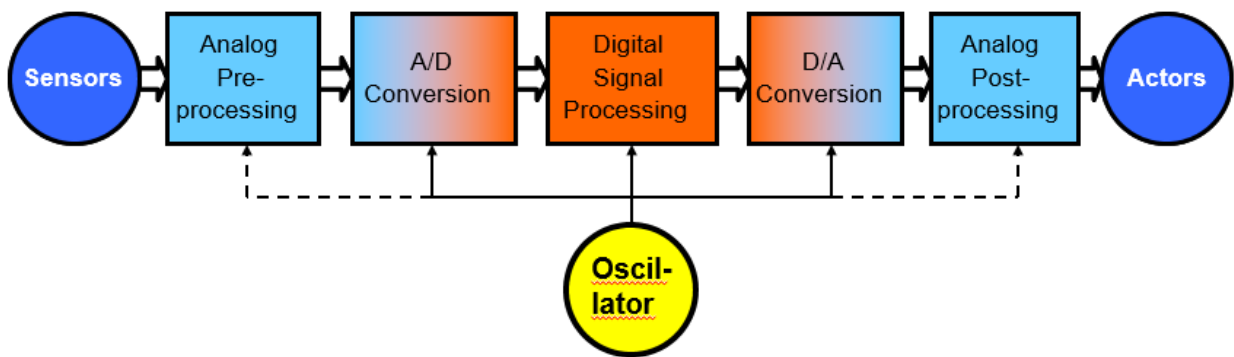 Sensors
Analog
Pre-
processing
A/D
Conversion
Digital
Signal
Processing
D/A
Conversion
Analog
Post-
processing
Actors
Oscil-
lator